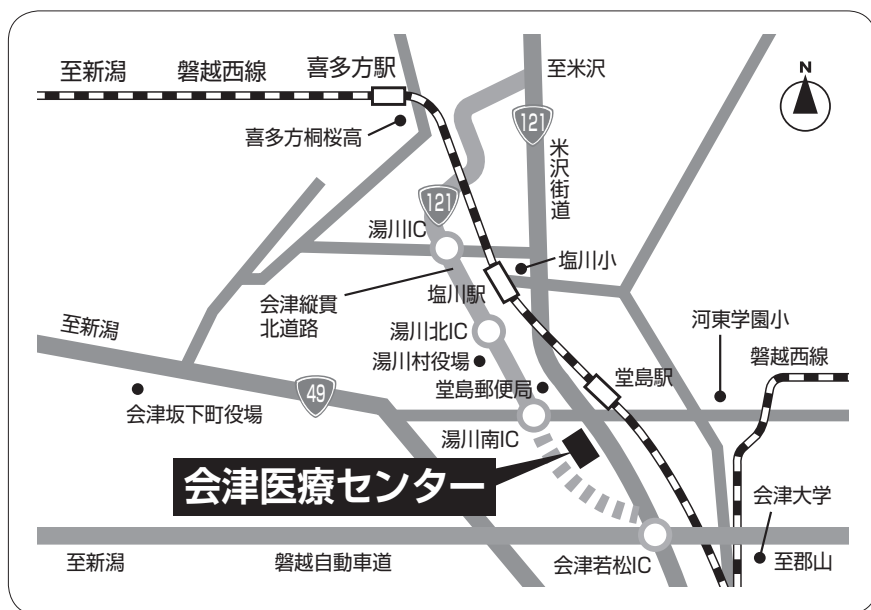 至新潟
磐越西線
喜多方駅
至米沢
N
喜多方桐桜高
121
米沢街道
121
湯川IC
塩川小
会津縦貫
北道路
塩川駅
至新潟
湯川北IC
河東学園小
湯川村役場
磐越西線
49
堂島郵便局
堂島駅
会津坂下町役場
湯川南IC
会津医療センター
会津大学
至新潟
磐越自動車道
会津若松IC
至郡山